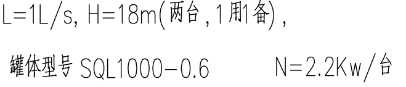 L=1L/s, H=18m(两台,1用1备),
罐体型号 SQL1000-0.6 N=2.2Kw/台